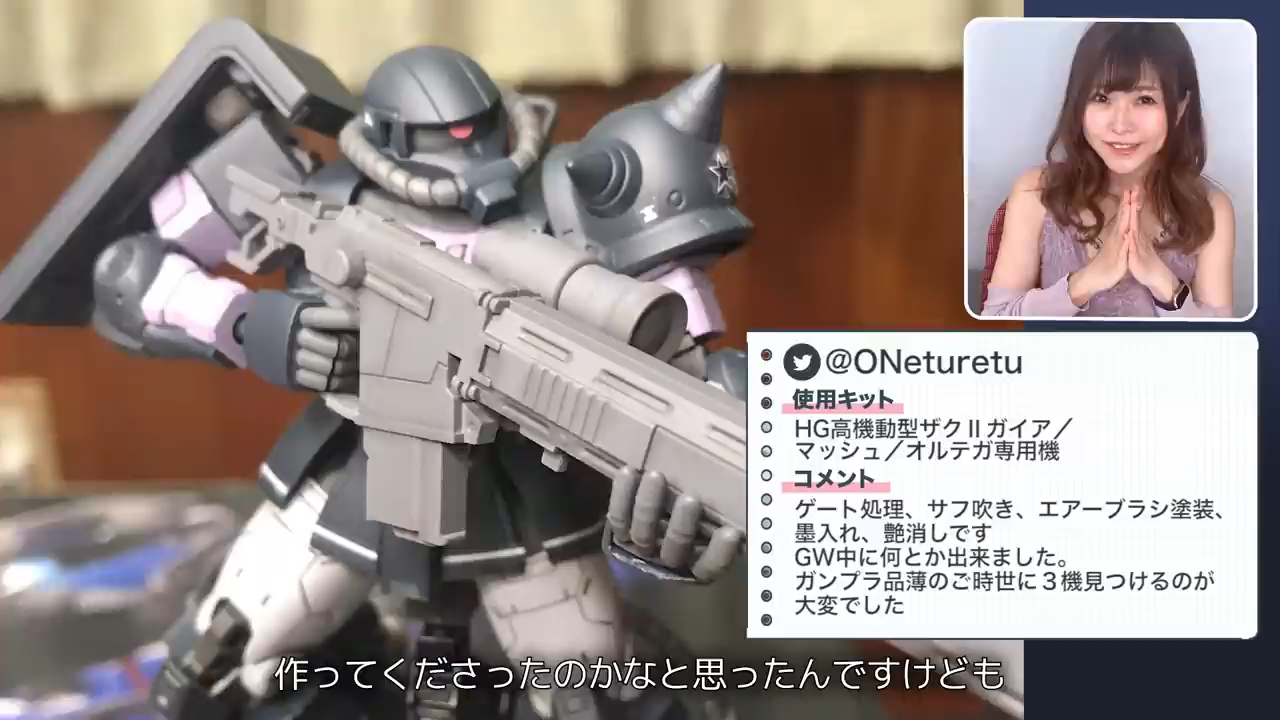 @ONeturetu
使用キット
HG高機動型ザクⅡガイア／
マッシュ／オルテガ専用機
コメント
ゲート処理、サフ吹き、エアーブラシ塗装、
墨入れ、艶消しです
GW中に何とか出来ました。
ガンプラ品薄のご時世に３機見つけるのが
大変でした
作ってくださったのかなと思ったんですけども